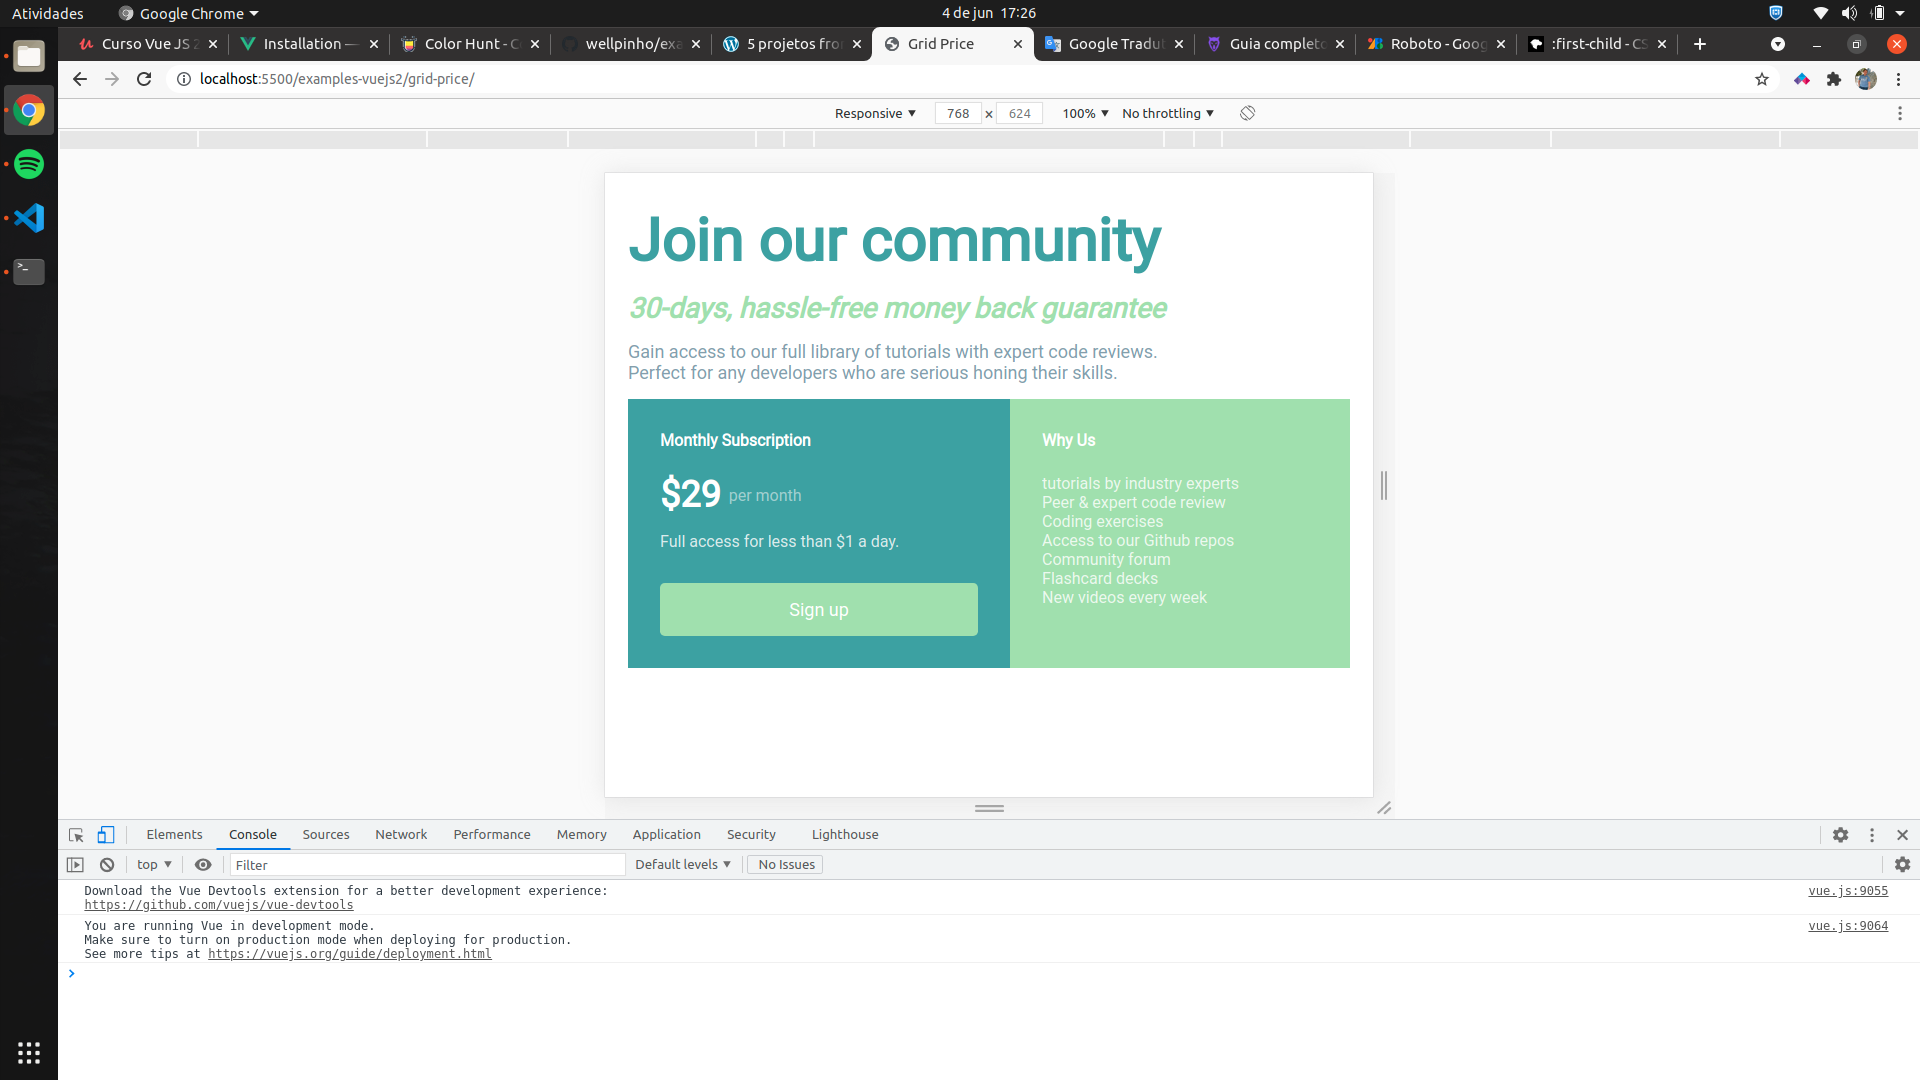 Atividades
Google Chrome
4 de jun 17:26
Curso Vue JS 2
Installation —
Color Hunt - C
wellpinho/exa
5 projetos fron
Grid Price
Google Tradut
Guia completo
Roboto - Goog
:first-child - CS
localhost:5500/examples-vuejs2/grid-price/
Responsive
768 × 624
100%
No throttling
Join our community
30-days, hassle-free money back guarantee
Gain access to our full library of tutorials with expert code reviews.
Perfect for any developers who are serious honing their skills.
Monthly Subscription
$29 per month
Full access for less than $1 a day.
Sign up
Why Us
tutorials by industry experts
Peer & expert code review
Coding exercises
Access to our Github repos
Community forum
Flashcard decks
New videos every week
Elements
Console
Sources
Network
Performance
Memory
Application
Security
Lighthouse
top
Filter
Default levels
No Issues
Download the Vue Devtools extension for a better development experience:
vue.js:9055
https://github.com/vuejs/vue-devtools
You are running Vue in development mode.
vue.js:9064
Make sure to turn on production mode when deploying for production.
See more tips at https://vuejs.org/guide/deployment.html